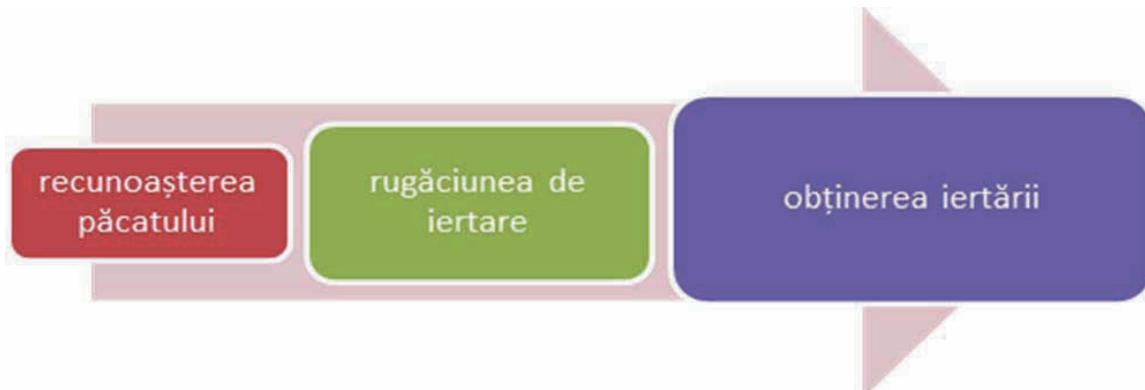 recunoașterea
păcatului
rugăciunea de
iertare
obținerea iertării